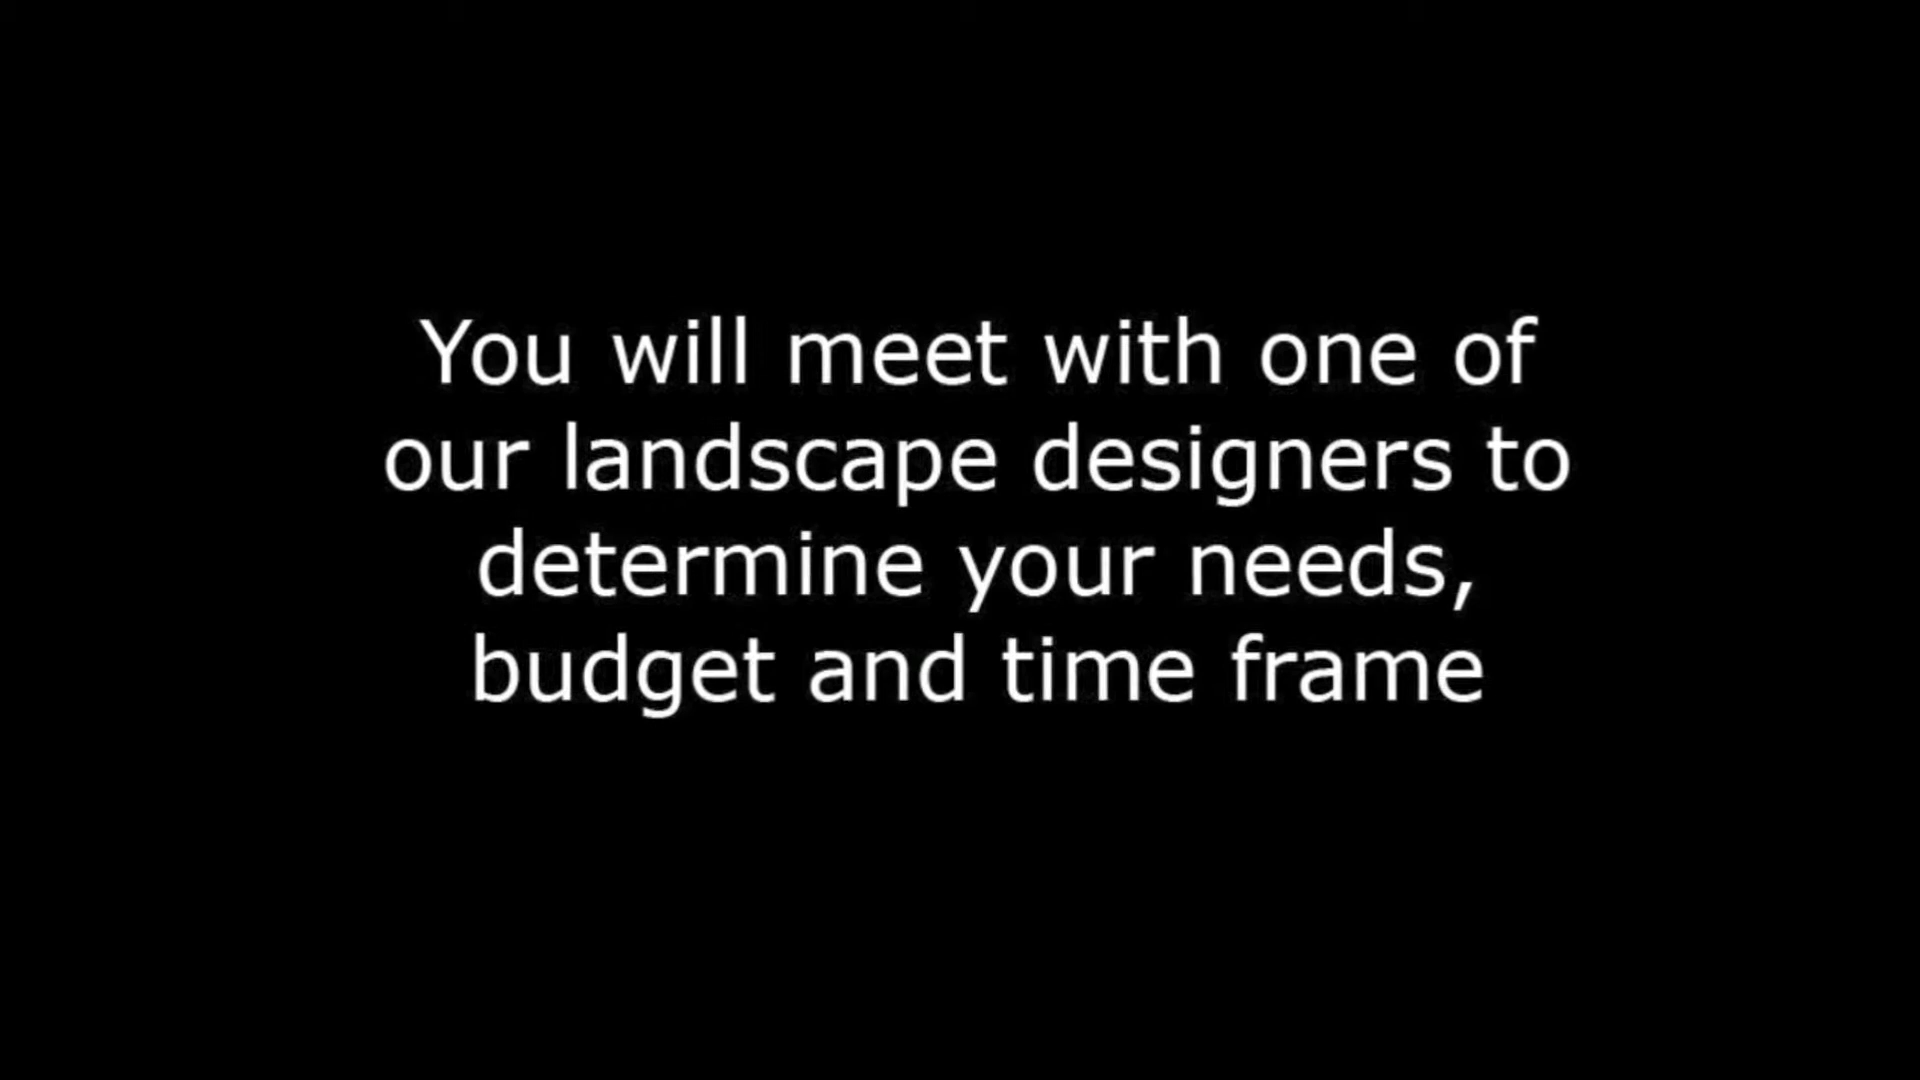 You will meet with one of
our landscape designers to
determine your needs,
budget and time frame